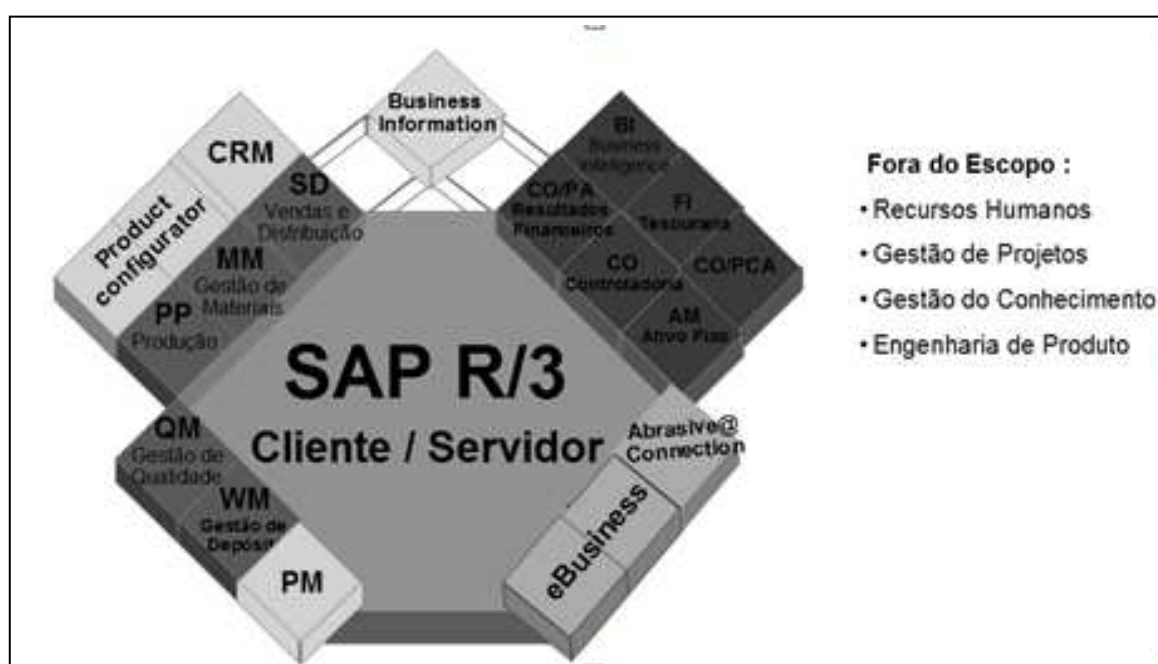 Business
Information
CRM
Product
configurator
SD
Vendas e
Distribuição
MM
Gestão de
Materiais
PP
Produção
BI
Business
Inteligence
CO/PA
Resultados
Financeiros
FI
Tesouraria
CO
Controladoria
CO/PCA
AM
Ativo Fixo
SAP R/3
Cliente / Servidor
QM
Gestão de
Qualidade
WM
Gestão de
Depósit
PM
Abrasive@
Connection
eBusiness
Fora do Escopo :
• Recursos Humanos
• Gestão de Projetos
• Gestão do Conhecimento
• Engenharia de Produto